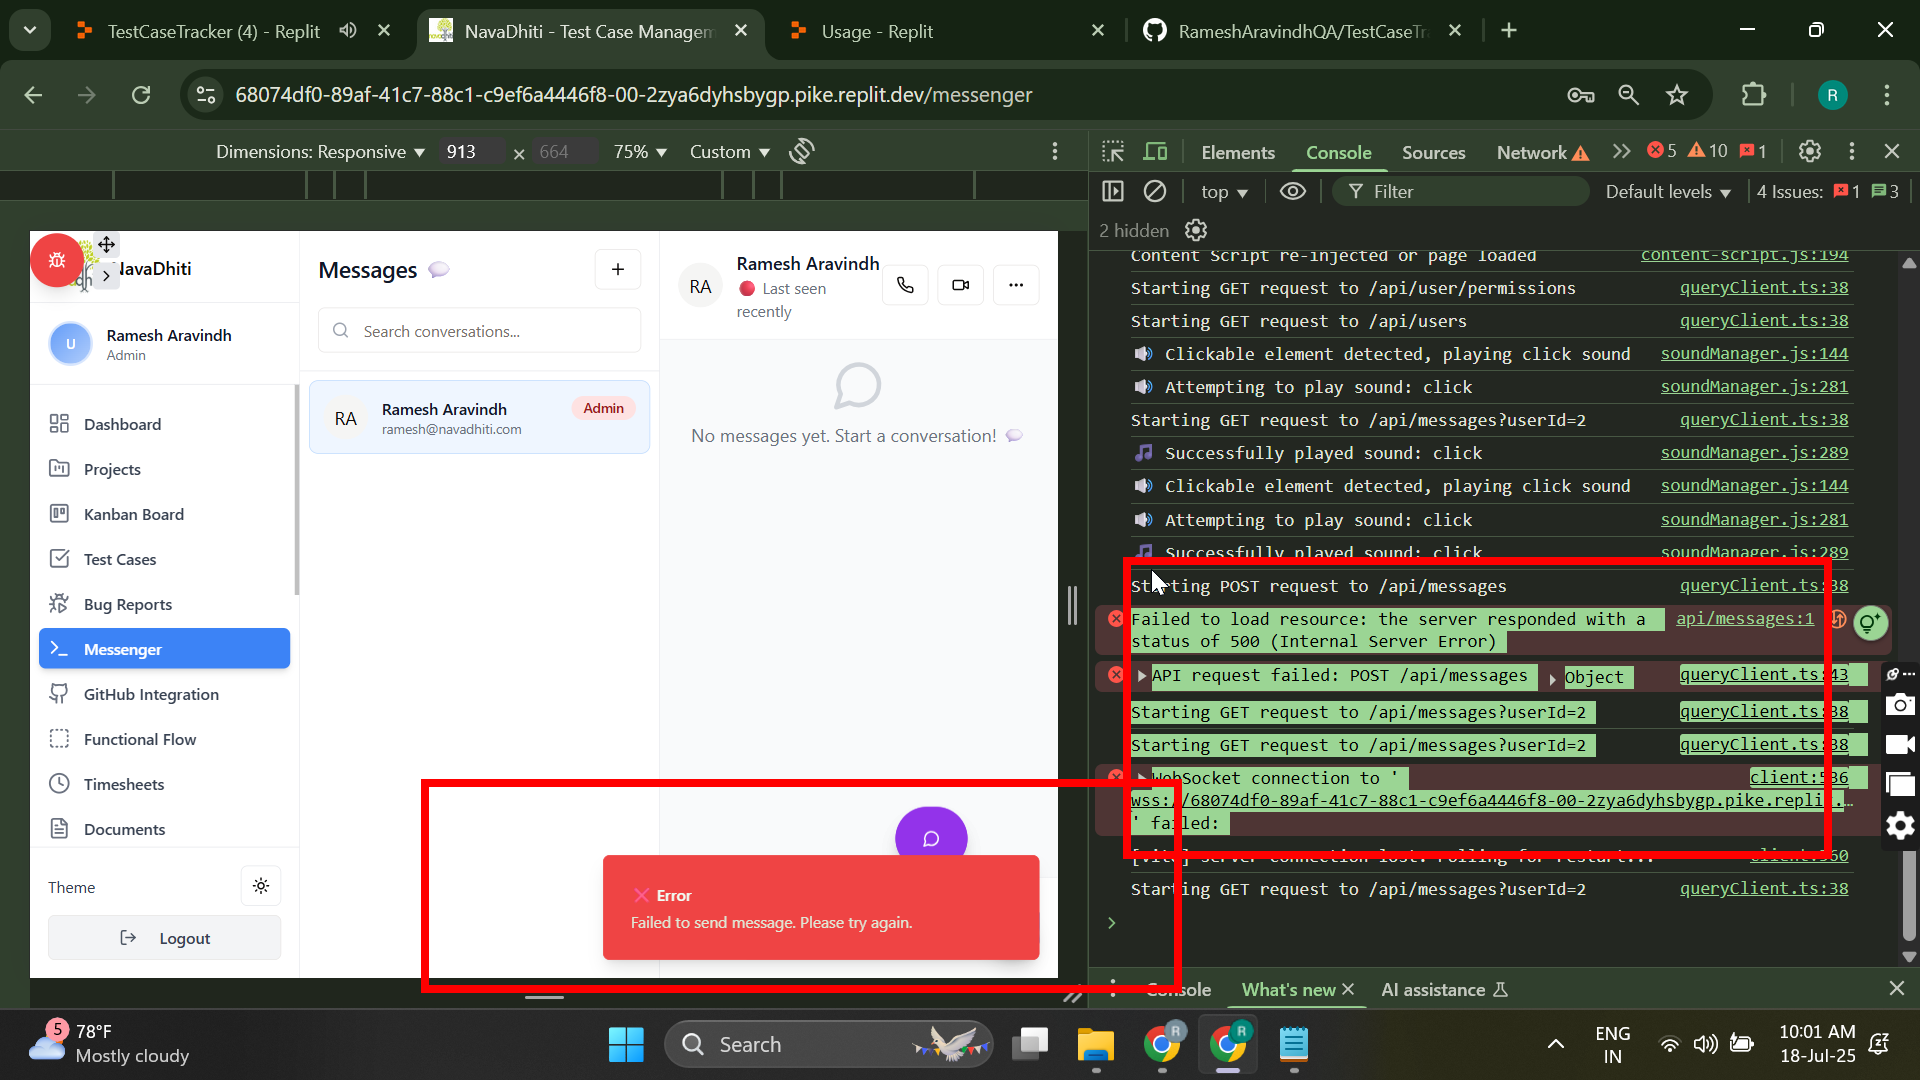 TestCaseTracker (4) - Replit
NavaDhiti - Test Case Managem
Usage - Replit
RameshAravindhQA/TestCaseTr
68074df0-89af-41c7-88c1-c9ef6a4446f8-00-2zya6dyhsbygp.pike.replit.dev/messenger
R
Dimensions: Responsive
913
×
664
75%
Custom
Elements
Console
Sources
Network
5
10
1
top
Filter
Default levels
4 Issues:
1
3
2 hidden
NavaDhiti
U
Ramesh Aravindh
Admin
Dashboard
Projects
Kanban Board
Test Cases
Bug Reports
Messenger
GitHub Integration
Functional Flow
Timesheets
Documents
Theme
Logout
Messages
+
Search conversations...
RA
Ramesh Aravindh
Admin
ramesh@navadhiti.com
RA
Ramesh Aravindh
Last seen
recently
No messages yet. Start a conversation!
Error
Failed to send message. Please try again.
Content Script re-injected or page loaded content-script.js:194
Starting GET request to /api/user/permissions queryClient.ts:38
Starting GET request to /api/users queryClient.ts:38
Clickable element detected, playing click sound soundManager.js:144
Attempting to play sound: click soundManager.js:281
Starting GET request to /api/messages?userId=2 queryClient.ts:38
Successfully played sound: click soundManager.js:289
Clickable element detected, playing click sound soundManager.js:144
Attempting to play sound: click soundManager.js:281
Successfully played sound: click soundManager.js:289
Starting POST request to /api/messages queryClient.ts:38
Failed to load resource: the server responded with a api/messages:1
status of 500 (Internal Server Error)
API request failed: POST /api/messages Object queryClient.ts:43
Starting GET request to /api/messages?userId=2 queryClient.ts:38
Starting GET request to /api/messages?userId=2 queryClient.ts:38
WebSocket connection to ' client:536
wss://68074df0-89af-41c7-88c1-c9ef6a4446f8-00-2zya6dyhsbygp.pike.repli…
' failed:
[vite] server connection lost. Polling for restart... client:560
Starting GET request to /api/messages?userId=2 queryClient.ts:38
Console
What's new
AI assistance
5
78°F
Mostly cloudy
Search
R
R
ENG
IN
10:01 AM
18-Jul-25